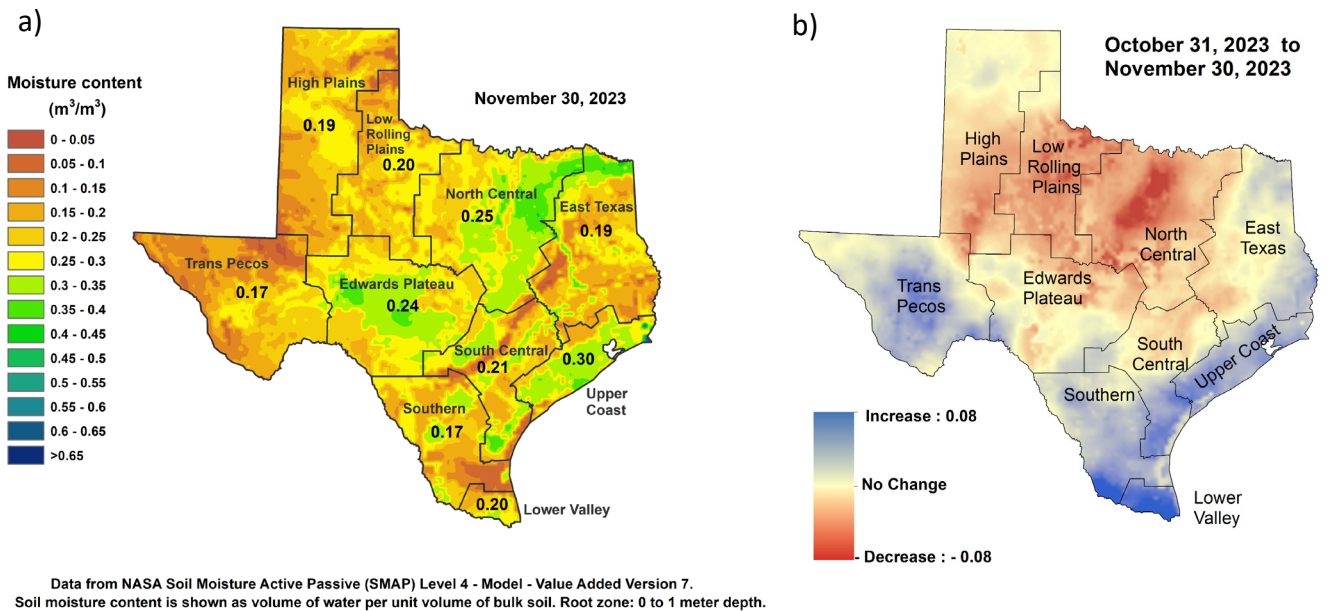 a)
Moisture content
(m³/m³)
0 - 0.05
0.05 - 0.1
0.1 - 0.15
0.15 - 0.2
0.2 - 0.25
0.25 - 0.3
0.3 - 0.35
0.35 - 0.4
0.4 - 0.45
0.45 - 0.5
0.5 - 0.55
0.55 - 0.6
0.6 - 0.65
>0.65
November 30, 2023
High Plains
0.19
Low
Rolling
Plains
0.20
North Central
0.25
East Texas
0.19
Trans Pecos
0.17
Edwards Plateau
0.24
South Central
0.21
0.30
Upper
Coast
Southern
0.17
0.20
Lower Valley
Data from NASA Soil Moisture Active Passive (SMAP) Level 4 - Model - Value Added Version 7.
Soil moisture content is shown as volume of water per unit volume of bulk soil. Root zone: 0 to 1 meter depth.
b)
October 31, 2023 to
November 30, 2023
High
Plains
Low
Rolling
Plains
North
Central
East
Texas
Trans
Pecos
Edwards
Plateau
South
Central
Upper Coast
Southern
Lower
Valley
Increase : 0.08
No Change
- Decrease : - 0.08